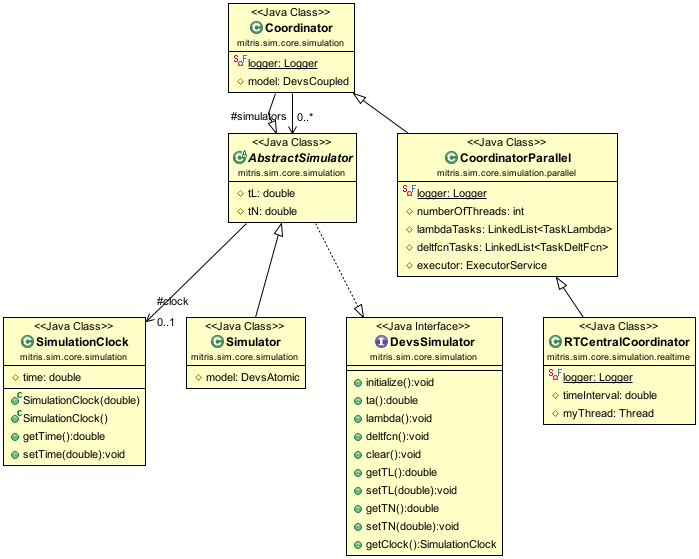 <<Java Class>>
Coordinator
mitris.sim.core.simulation
logger: Logger
model: DevsCoupled
#simulators
0..*
<<Java Class>>
AbstractSimulator
mitris.sim.core.simulation
tL: double
tN: double
<<Java Class>>
CoordinatorParallel
mitris.sim.core.simulation.parallel
logger: Logger
numberOfThreads: int
lambdaTasks: LinkedList<TaskLambda>
deltfcnTasks: LinkedList<TaskDeltFcn>
executor: ExecutorService
#clock
0..1
<<Java Class>>
SimulationClock
mitris.sim.core.simulation
time: double
SimulationClock(double)
SimulationClock()
getTime():double
setTime(double):void
<<Java Class>>
Simulator
mitris.sim.core.simulation
model: DevsAtomic
<<Java Interface>>
DevsSimulator
mitris.sim.core.simulation
initialize():void
ta():double
lambda():void
deltfcn():void
clear():void
getTL():double
setTL(double):void
getTN():double
setTN(double):void
getClock():SimulationClock
<<Java Class>>
RTCentralCoordinator
mitris.sim.core.simulation.realtime
logger: Logger
timeInterval: double
myThread: Thread